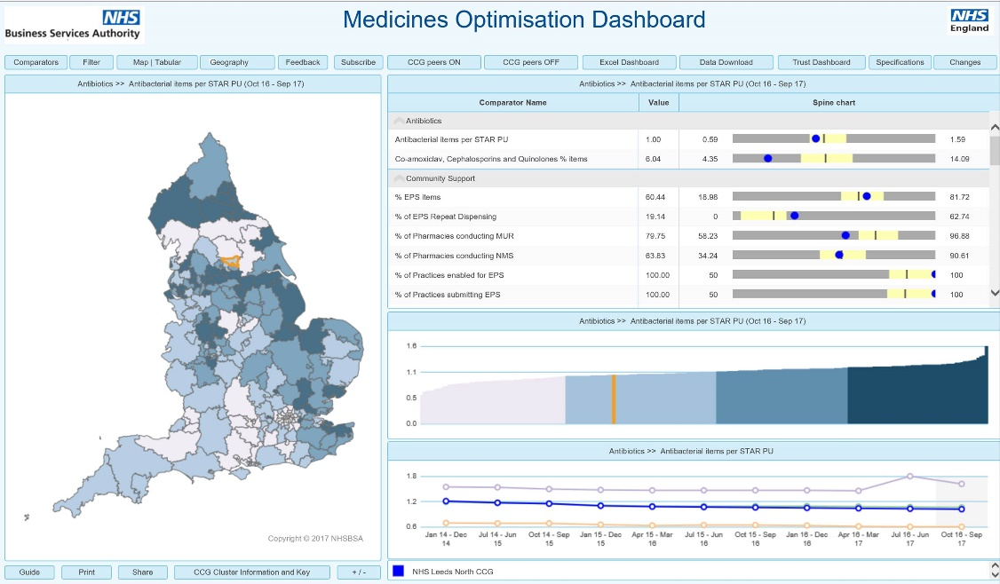 NHS
Business Services Authority
Medicines Optimisation Dashboard
NHS
England
Comparators
Filter
Map | Tabular
Geography
Feedback
Subscribe
CCG peers ON
CCG peers OFF
Excel Dashboard
Data Download
Trust Dashboard
Specifications
Changes
Antibiotics >> Antibacterial items per STAR PU (Oct 16 - Sep 17)
Copyright © 2017 NHSBSA
Antibiotics >> Antibacterial items per STAR PU (Oct 16 - Sep 17)
Comparator Name Value Spine chart
Antibiotics
Antibacterial items per STAR PU 1.00 0.59 1.59
Co-amoxiclav, Cephalosporins and Quinolones % items 6.04 4.35 14.09
Community Support
% EPS items 60.44 18.98 81.72
% of EPS Repeat Dispensing 19.14 0 62.74
% of Pharmacies conducting MUR 79.75 58.23 96.88
% of Pharmacies conducting NMS 63.83 34.24 90.61
% of Practices enabled for EPS 100.00 50 100
% of Practices submitting EPS 100.00 50 100
Antibiotics >> Antibacterial items per STAR PU (Oct 16 - Sep 17)
1.6
1.1
0.5
0.0
Antibiotics >> Antibacterial items per STAR PU
1.8
1.2
0.6
Jan 14 - Dec 14
Jul 14 - Jun 15
Oct 14 - Sep 15
Jan 15 - Dec 15
Apr 15 - Mar 16
Jul 15 - Jun 16
Oct 15 - Sep 16
Jan 16 - Dec 16
Apr 16 - Mar 17
Jul 16 - Jun 17
Oct 16 - Sep 17
Guide
Print
Share
CCG Cluster Information and Key
+ / -
NHS Leeds North CCG